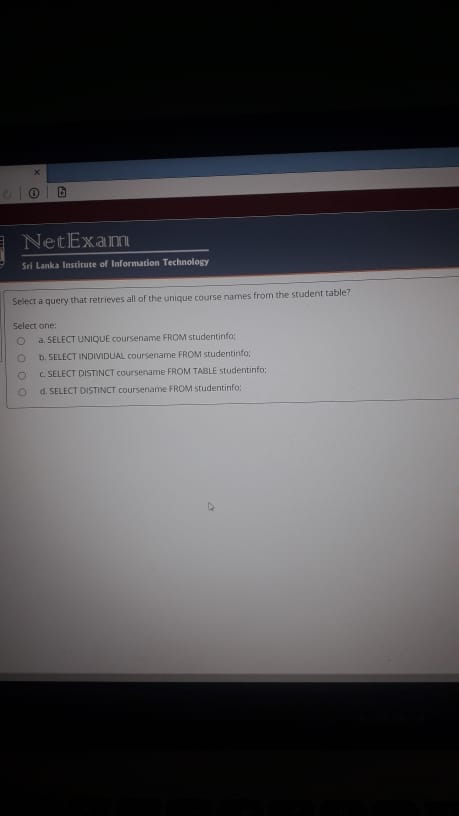 NetExam
Sri Lanka Institute of Information Technology
Select a query that retrieves all of the unique course names from the student table?
Select one:
a. SELECT UNIQUE coursename FROM studentinfo;
b. SELECT INDIVIDUAL coursename FROM studentinfo;
c. SELECT DISTINCT coursename FROM TABLE studentinfo;
d. SELECT DISTINCT coursename FROM studentinfo;